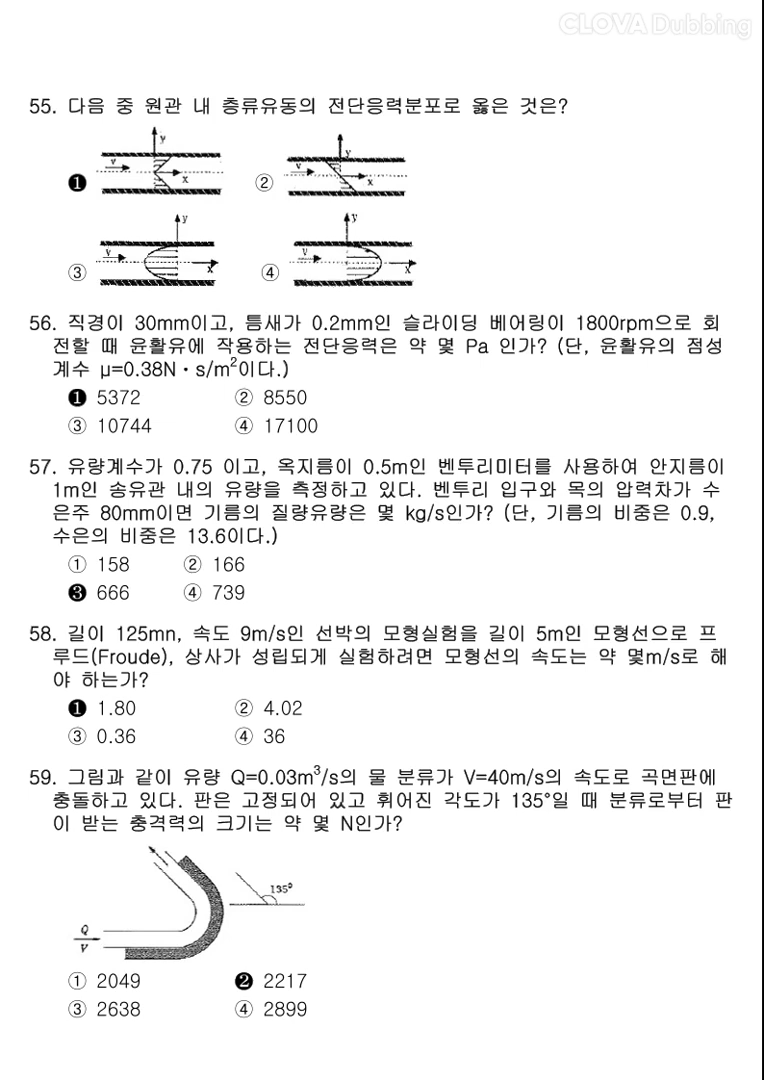 CLOVA Dubbing
55. 다음 중 원관 내 층류유동의 전단응력분포로 옳은 것은?
y
v
x
❶
y
v
x
②
y
v
x
③
y
v
x
④
56. 직경이 30mm이고, 틈새가 0.2mm인 슬라이딩 베어링이 1800rpm으로 회
전할 때 윤활유에 작용하는 전단응력은 약 몇 Pa 인가? (단, 윤활유의 점성
계수 μ=0.38N·s/m²이다.)
❶ 5372 ② 8550
③ 10744 ④ 17100
57. 유량계수가 0.75 이고, 목지름이 0.5m인 벤투리미터를 사용하여 안지름이
1m인 송유관 내의 유량을 측정하고 있다. 벤투리 입구와 목의 압력차가 수
은주 80mm이면 기름의 질량유량은 몇 kg/s인가? (단, 기름의 비중은 0.9,
수은의 비중은 13.6이다.)
① 158 ② 166
❸ 666 ④ 739
58. 길이 125mn, 속도 9m/s인 선박의 모형실험을 길이 5m인 모형선으로 프
루드(Froude), 상사가 성립되게 실험하려면 모형선의 속도는 약 몇m/s로 해
야 하는가?
❶ 1.80 ② 4.02
③ 0.36 ④ 36
59. 그림과 같이 유량 Q=0.03m³/s의 물 분류가 V=40m/s의 속도로 곡면판에
충돌하고 있다. 판은 고정되어 있고 휘어진 각도가 135°일 때 분류로부터 판
이 받는 충격력의 크기는 약 몇 N인가?
135°
Q
V
① 2049 ❷ 2217
③ 2638 ④ 2899